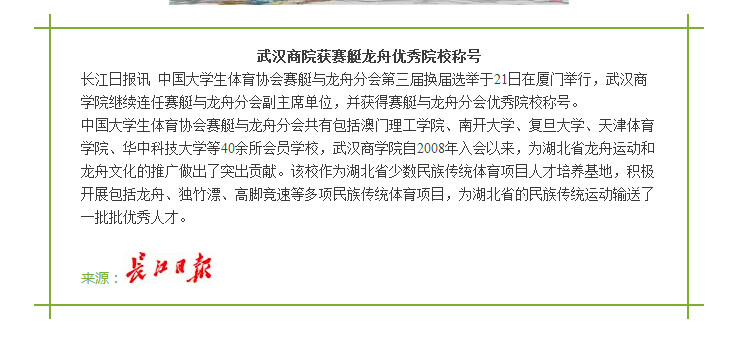 武汉商院获赛艇龙舟优秀院校称号
长江日报讯 中国大学生体育协会赛艇与龙舟分会第三届换届选举于21日在厦门举行，武汉商
学院继续连任赛艇与龙舟分会副主席单位，并获得赛艇与龙舟分会优秀院校称号。
中国大学生体育协会赛艇与龙舟分会共有包括澳门理工学院、南开大学、复旦大学、天津体育
学院、华中科技大学等40余所会员学校，武汉商学院自2008年入会以来，为湖北省龙舟运动和
龙舟文化的推广做出了突出贡献。该校作为湖北省少数民族传统体育项目人才培养基地，积极
开展包括龙舟、独竹漂、高脚竞速等多项民族传统体育项目，为湖北省的民族传统运动输送了
一批批优秀人才。
来源：长江日报